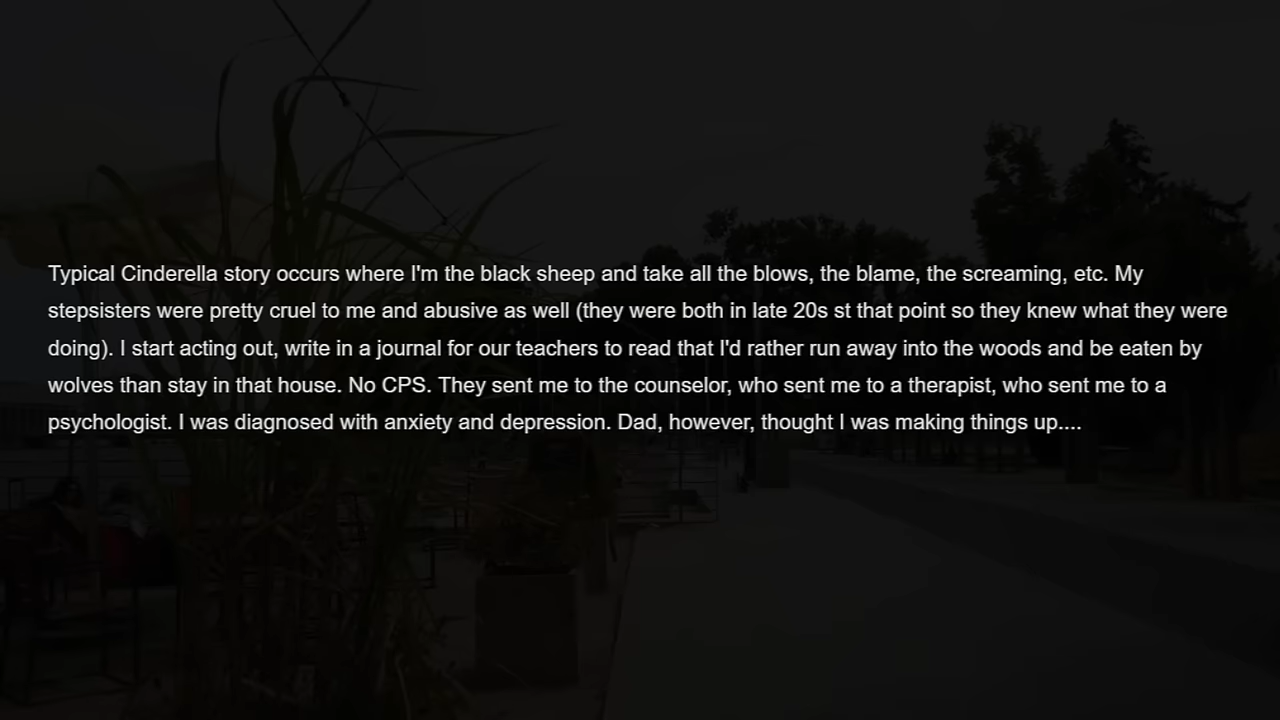 Typical Cinderella story occurs where I'm the black sheep and take all the blows, the blame, the screaming, etc. My
stepsisters were pretty cruel to me and abusive as well (they were both in late 20s st that point so they knew what they were
doing). I start acting out, write in a journal for our teachers to read that I'd rather run away into the woods and be eaten by
wolves than stay in that house. No CPS. They sent me to the counselor, who sent me to a therapist, who sent me to a
psychologist. I was diagnosed with anxiety and depression. Dad, however, thought I was making things up....